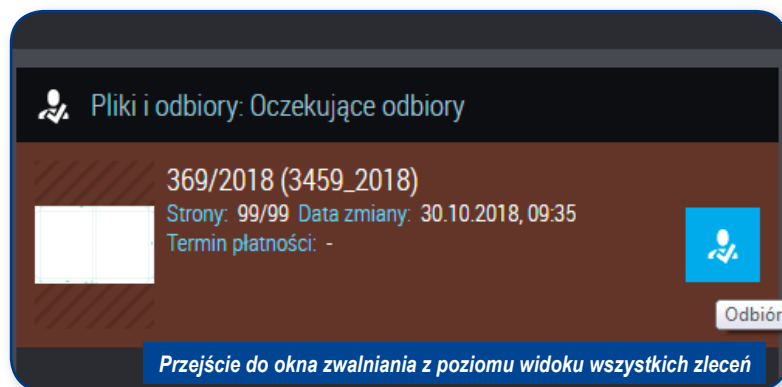 Pliki i odbiory: Oczekujące odbiory
369/2018 (3459_2018)
Strony: 99/99 Data zmiany: 30.10.2018, 09:35
Termin płatności: -
Odbiór
Przejście do okna zwalniania z poziomu widoku wszystkich zleceń